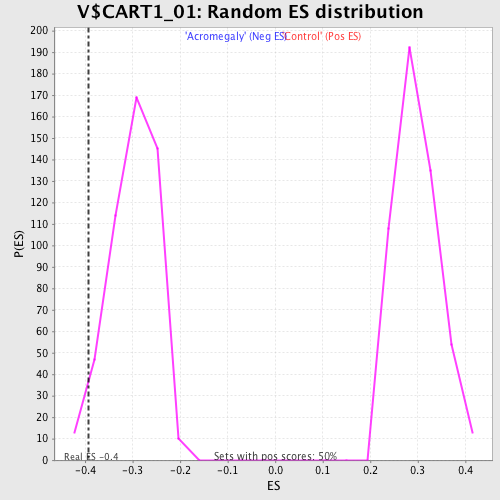 V$CART1_01: Random ES distribution
'Acromegaly' (Neg ES)
'Control' (Pos ES)
200
190
180
170
160
150
140
130
120
110
100
90
80
70
60
50
40
30
20
10
0
P(ES)
Real ES -0.4
Sets with pos scores: 50%
-0.4 -0.3 -0.2 -0.1 0.0 0.1 0.2 0.3 0.4
ES